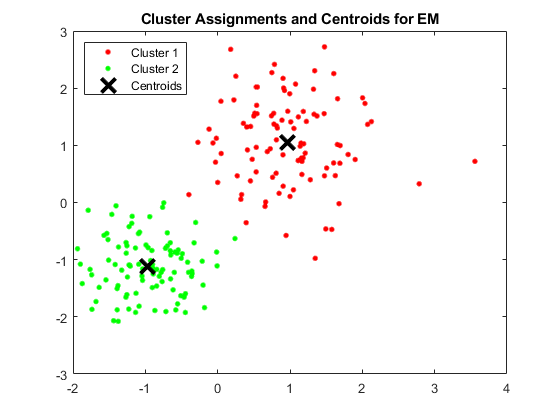 Cluster Assignments and Centroids for EM
3
Cluster 1
Cluster 2
Centroids
2
1
0
-1
-2
-3
-2 -1 0 1 2 3 4